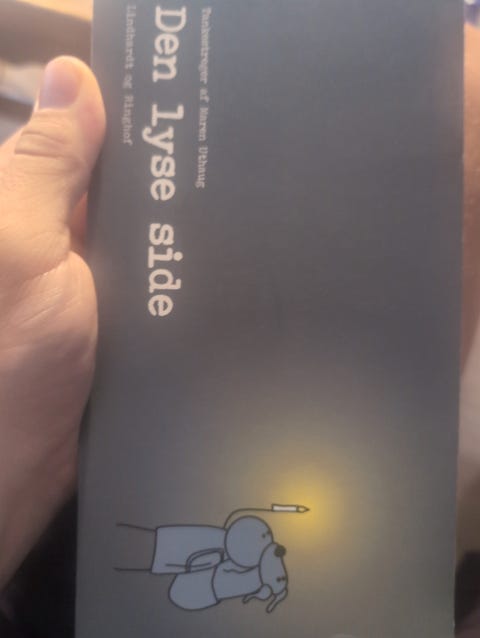 Tankestreger af Maren Uthaug
Den lyse side
Lindhardt og Ringhof